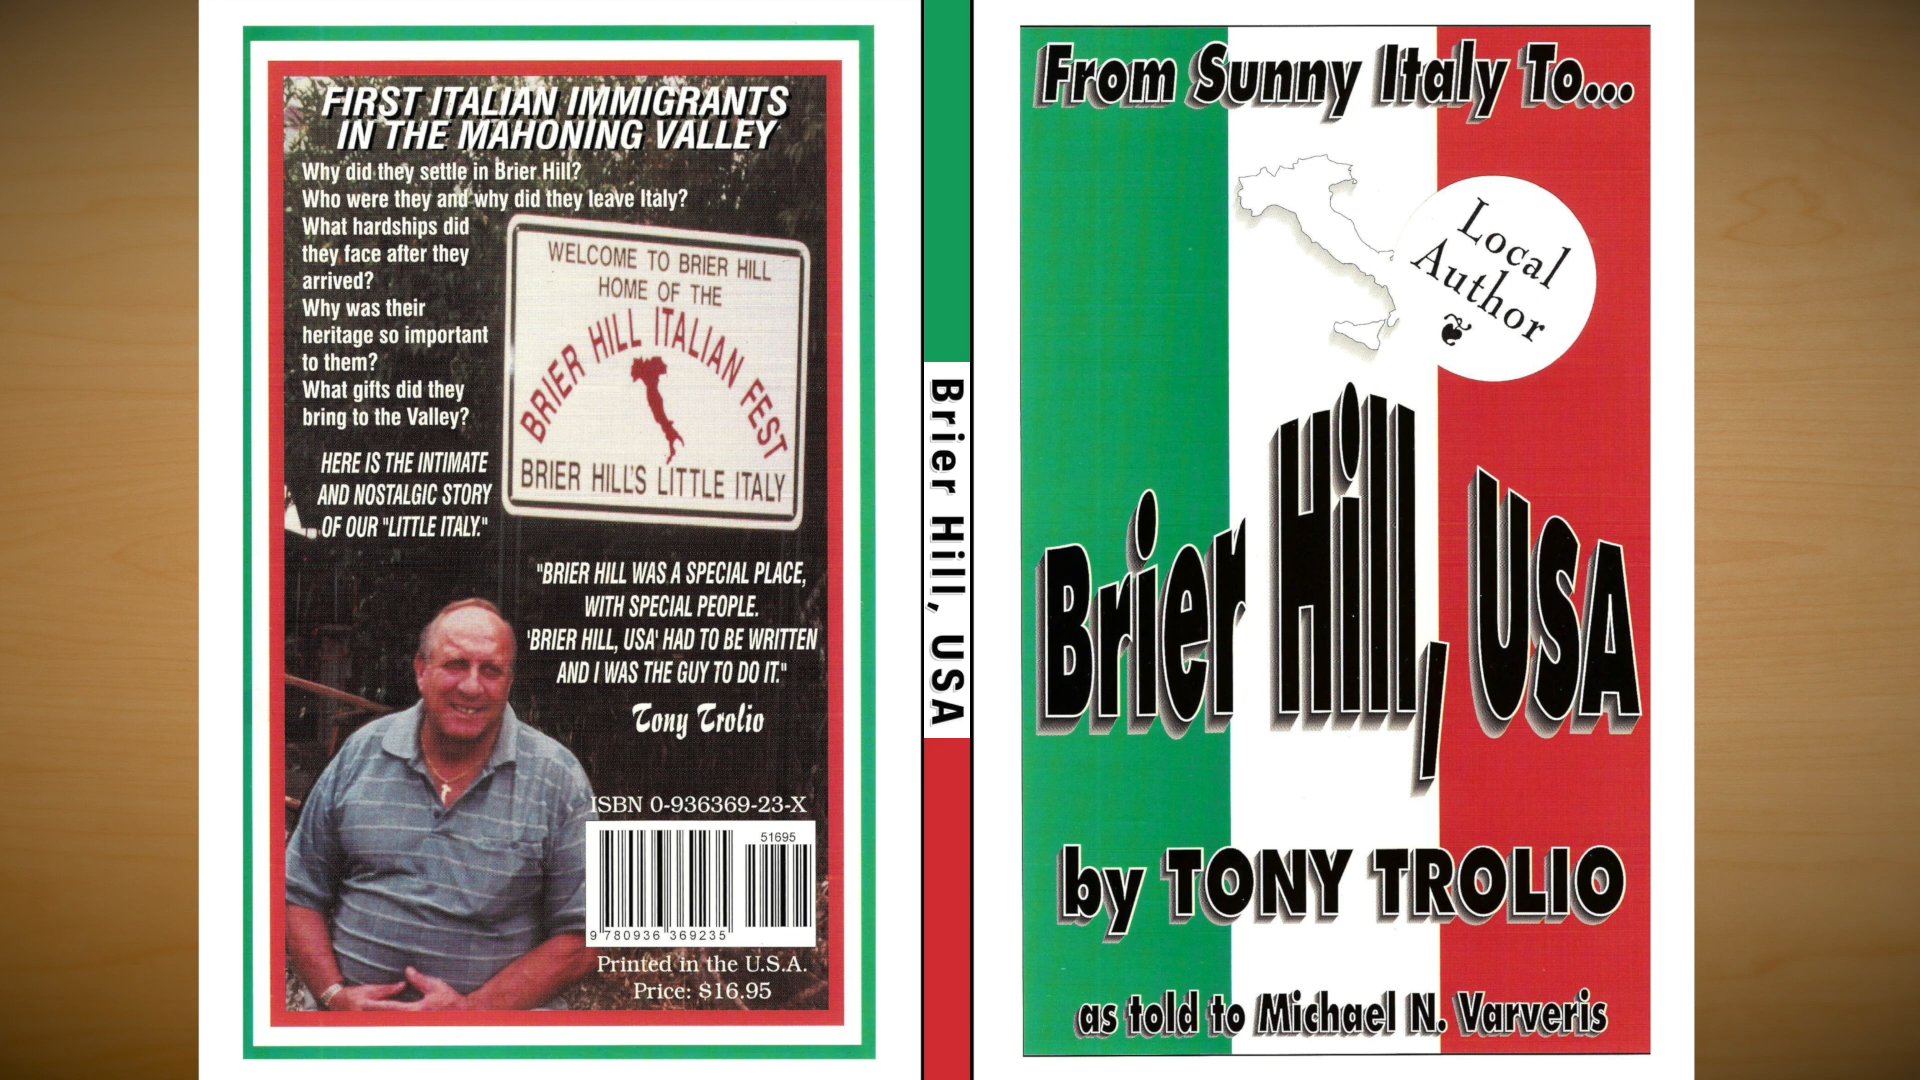 FIRST ITALIAN IMMIGRANTS
IN THE MAHONING VALLEY
Why did they settle in Brier Hill?
Who were they and why did they leave Italy?
What hardships did
they face after they
arrived?
Why was their
heritage so important
to them?
What gifts did they
bring to the Valley?
HERE IS THE INTIMATE
AND NOSTALGIC STORY
OF OUR "LITTLE ITALY."
WELCOME TO BRIER HILL
HOME OF THE
BRIER HILL ITALIAN FEST
BRIER HILL'S LITTLE ITALY
"BRIER HILL WAS A SPECIAL PLACE,
WITH SPECIAL PEOPLE.
'BRIER HILL, USA' HAD TO BE WRITTEN
AND I WAS THE GUY TO DO IT."
Tony Trolio
ISBN 0-936369-23-X
51695
9 780936 369235
Printed in the U.S.A.
Price: $16.95
Brier Hill, USA
From Sunny Italy To...
Local
Author
Brier Hill, USA
by TONY TROLIO
as told to Michael N. Varveris